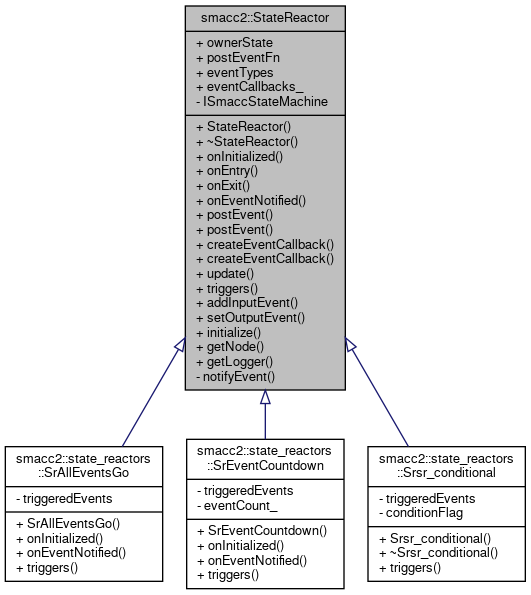 smacc2::StateReactor
+ ownerState
+ postEventFn
+ eventTypes
+ eventCallbacks_
- ISmaccStateMachine
+ StateReactor()
+ ~StateReactor()
+ onInitialized()
+ onEntry()
+ onExit()
+ onEventNotified()
+ postEvent()
+ postEvent()
+ createEventCallback()
+ createEventCallback()
+ update()
+ triggers()
+ addInputEvent()
+ setOutputEvent()
+ initialize()
+ getNode()
+ getLogger()
- notifyEvent()
smacc2::state_reactors
::SrAllEventsGo
- triggeredEvents
+ SrAllEventsGo()
+ onInitialized()
+ onEventNotified()
+ triggers()
smacc2::state_reactors
::SrEventCountdown
- triggeredEvents
- eventCount_
+ SrEventCountdown()
+ onInitialized()
+ onEventNotified()
+ triggers()
smacc2::state_reactors
::Srsr_conditional
- triggeredEvents
- conditionFlag
+ Srsr_conditional()
+ ~Srsr_conditional()
+ triggers()